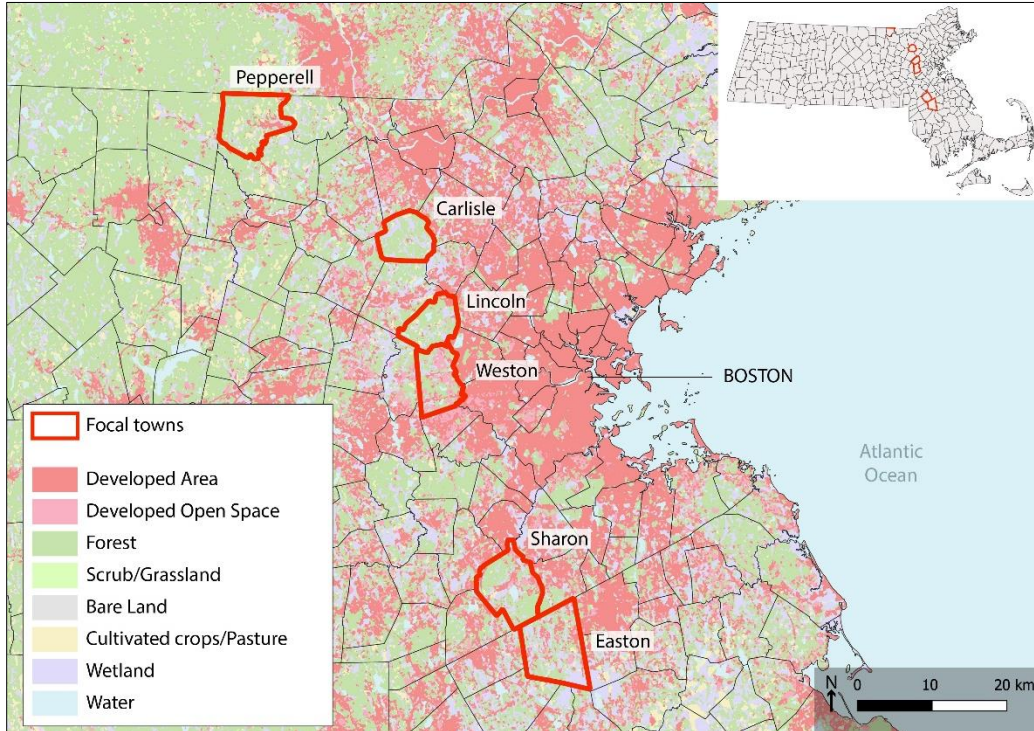 Pepperell
Carlisle
Lincoln
Weston
BOSTON
Atlantic
Ocean
Sharon
Easton
Focal towns
Developed Area
Developed Open Space
Forest
Scrub/Grassland
Bare Land
Cultivated crops/Pasture
Wetland
Water
N
0 10 20 km